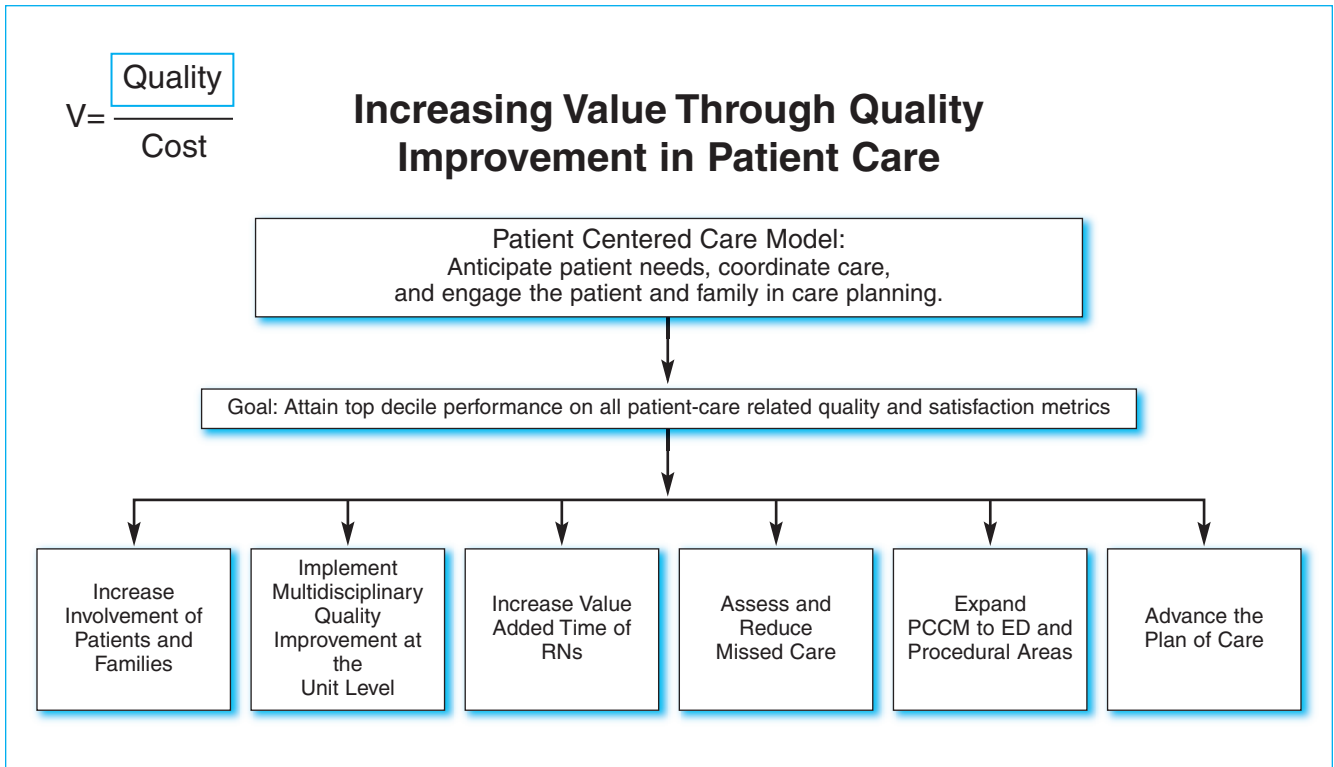 V=
Quality
Cost
Increasing Value Through Quality
Improvement in Patient Care
Patient Centered Care Model:
Anticipate patient needs, coordinate care,
and engage the patient and family in care planning.
Goal: Attain top decile performance on all patient-care related quality and satisfaction metrics
Increase
Involvement of
Patients and
Families
Implement
Multidisciplinary
Quality
Improvement at
the
Unit Level
Increase Value
Added Time of
RNs
Assess and
Reduce
Missed Care
Expand
PCCM to ED and
Procedural Areas
Advance the
Plan of Care